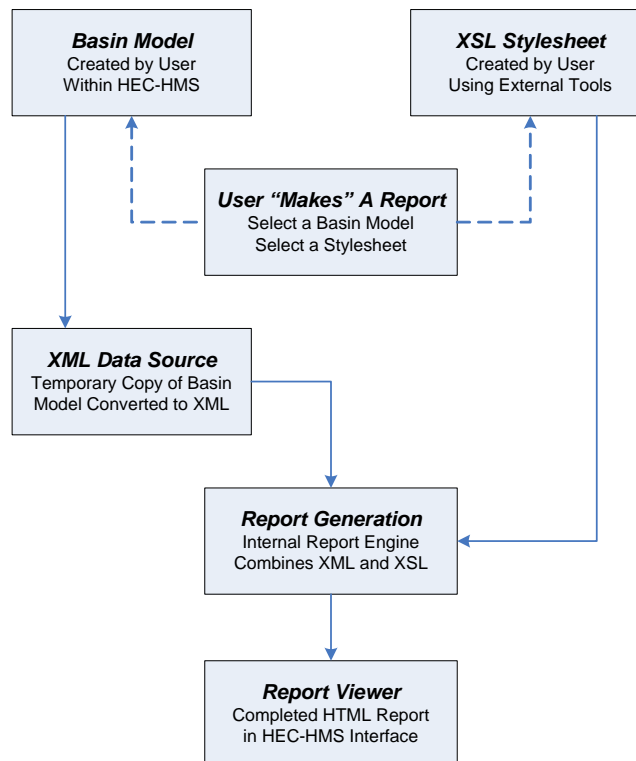 Basin Model
Created by User
Within HEC-HMS
XSL Stylesheet
Created by User
Using External Tools
User “Makes” A Report
Select a Basin Model
Select a Stylesheet
XML Data Source
Temporary Copy of Basin
Model Converted to XML
Report Generation
Internal Report Engine
Combines XML and XSL
Report Viewer
Completed HTML Report
in HEC-HMS Interface